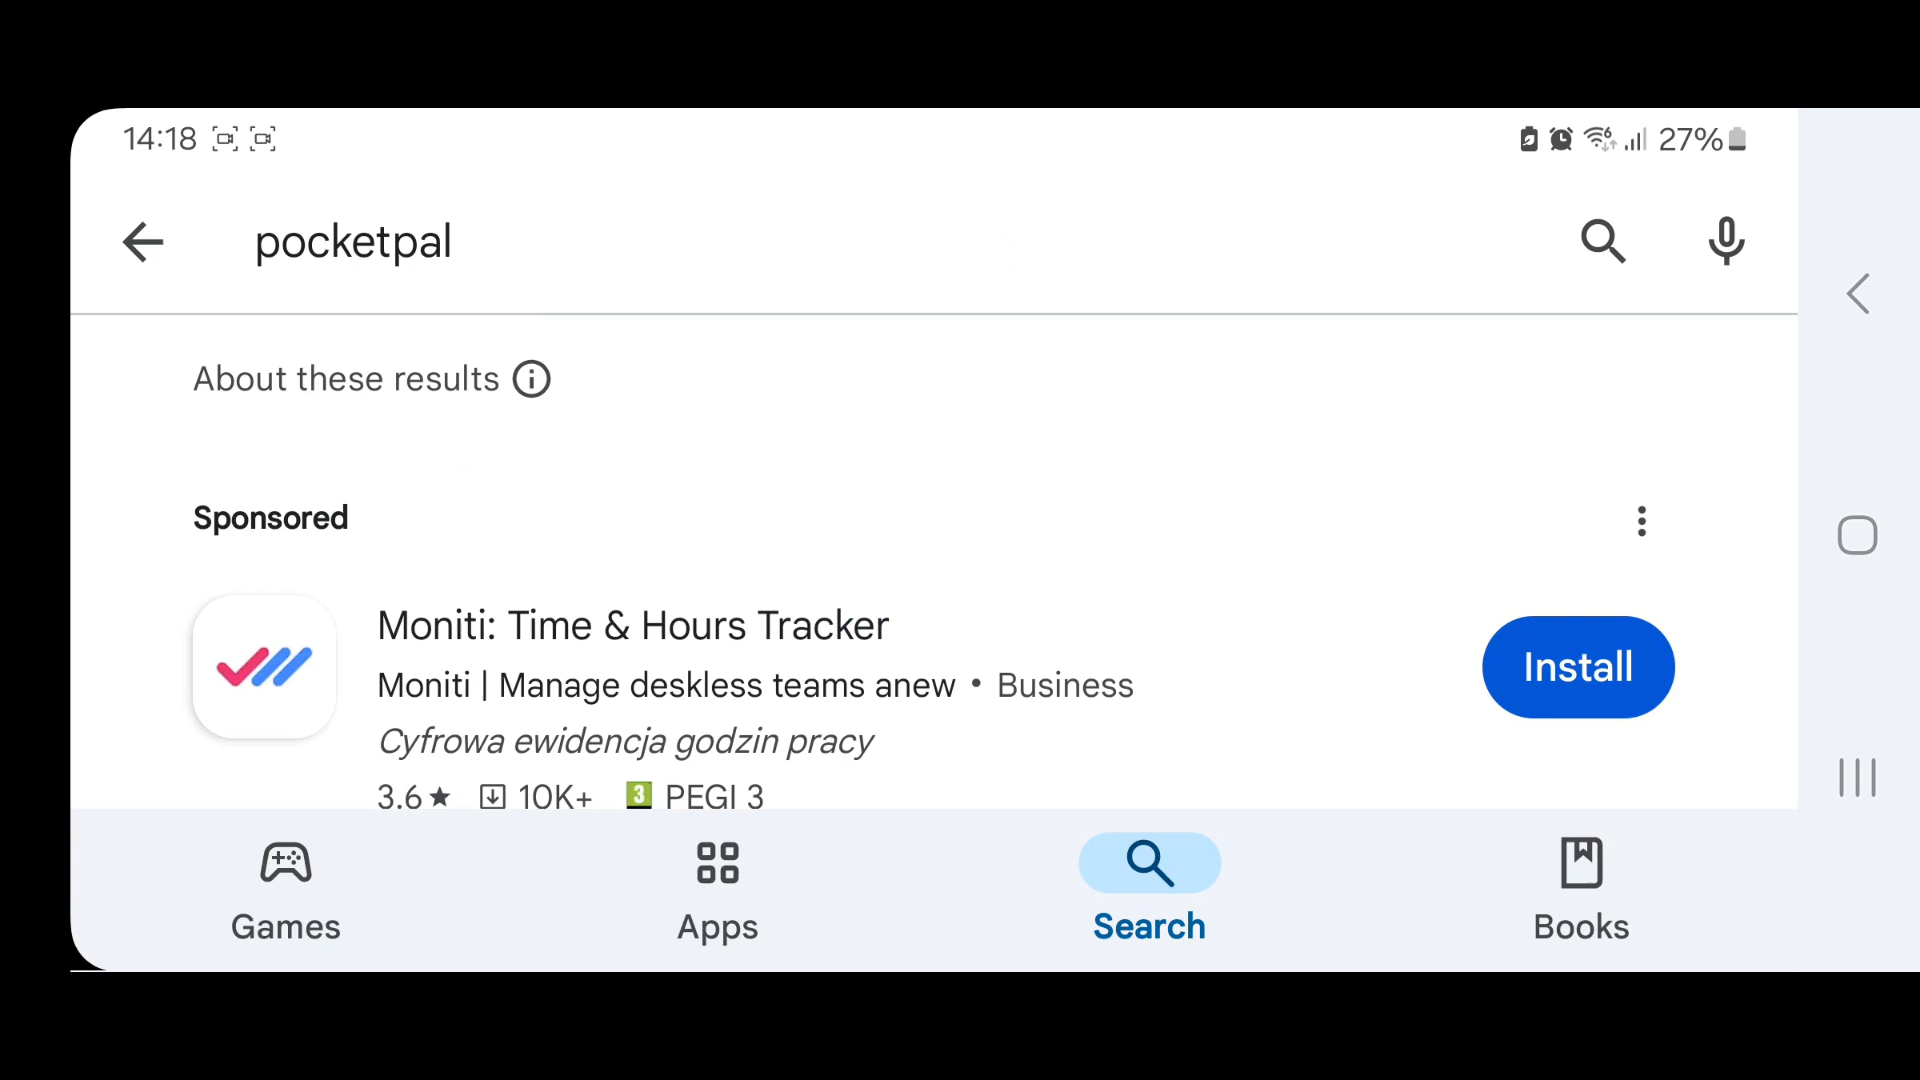 14:18 27%
pocketpal
About these results
Sponsored
Moniti: Time & Hours Tracker
Moniti | Manage deskless teams anew • Business
Install
Cyfrowa ewidencja godzin pracy
3.6★ 10K+ 3 PEGI 3
Games Apps Search Books